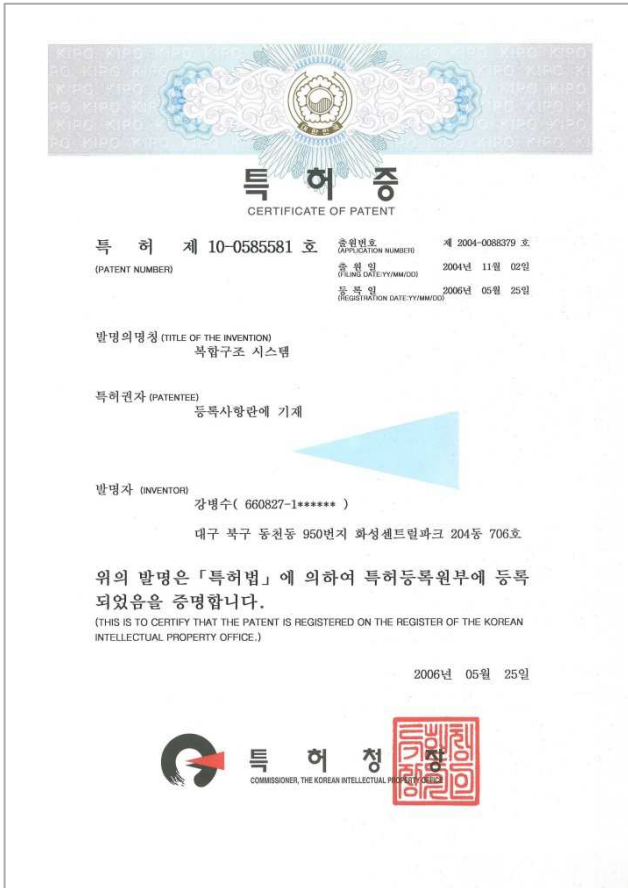 대한민국
특 허 증
CERTIFICATE OF PATENT
특 허 제 10-0585581 호
(PATENT NUMBER)
출원번호 제 2004-0088379 호
(APPLICATION NUMBER)
출 원 일 2004년 11월 02일
(FILING DATE:YY/MM/DD)
등 록 일 2006년 05월 25일
(REGISTRATION DATE:YY/MM/DD)
발명의명칭 (TITLE OF THE INVENTION)
복합구조 시스템
특허권자 (PATENTEE)
등록사항란에 기재
발명자 (INVENTOR)
강병수( 660827-1****** )
대구 북구 동천동 950번지 화성센트럴파크 204동 706호
위의 발명은 「특허법」에 의하여 특허등록원부에 등록
되었음을 증명합니다.
(THIS IS TO CERTIFY THAT THE PATENT IS REGISTERED ON THE REGISTER OF THE KOREAN
INTELLECTUAL PROPERTY OFFICE.)
2006년 05월 25일
특 허 청 장
COMMISSIONER, THE KOREAN INTELLECTUAL PROPERTY OFFICE